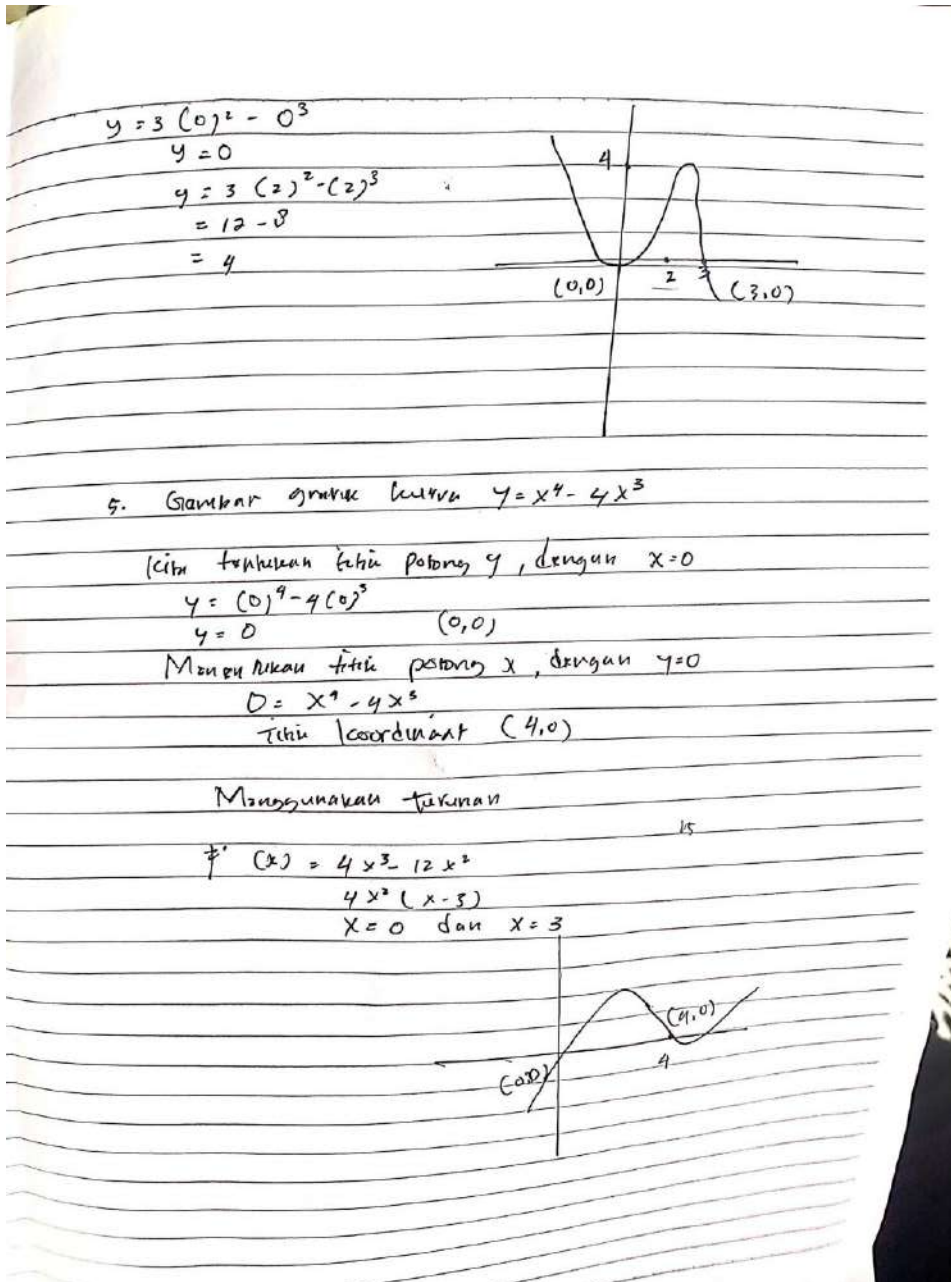 y = 3 (0)² - 0³
y = 0
y = 3 (2)² - (2)³
= 12 - 8
= 4
4
(0,0)
2
3
(3,0)
5. Gambar grafik kurva y = x⁴ - 4x³
Kita tentukan titik potong y, dengan x=0
y = (0)⁴ - 4(0)³
y = 0 (0,0)
Menentukan titik potong x, dengan y=0
0 = x⁴ - 4x³
Titik koordinat (4,0)
Menggunakan turunan
15
f' (x) = 4x³ - 12x²
4x² (x - 3)
x = 0 dan x = 3
(4,0)
4
(0,0)